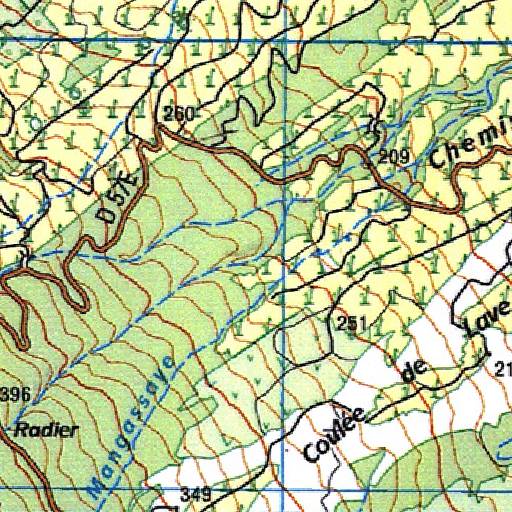 260
209
Chemi
D 57E
251
Lave
de
Coulée
21
396
Radier
Mangassaye
349